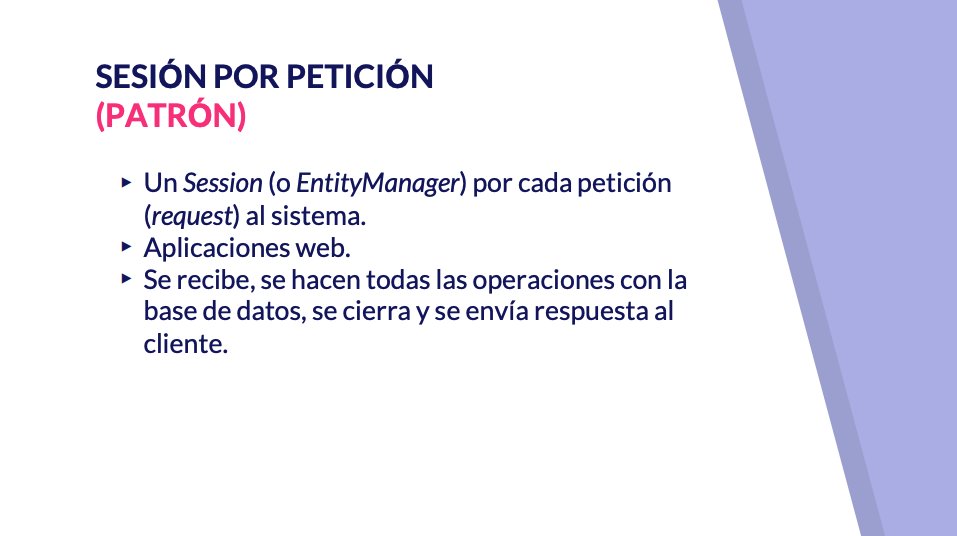 SESIÓN POR PETICIÓN
(PATRÓN)
▸ Un Session (o EntityManager) por cada petición
(request) al sistema.
▸ Aplicaciones web.
▸ Se recibe, se hacen todas las operaciones con la
base de datos, se cierra y se envía respuesta al
cliente.